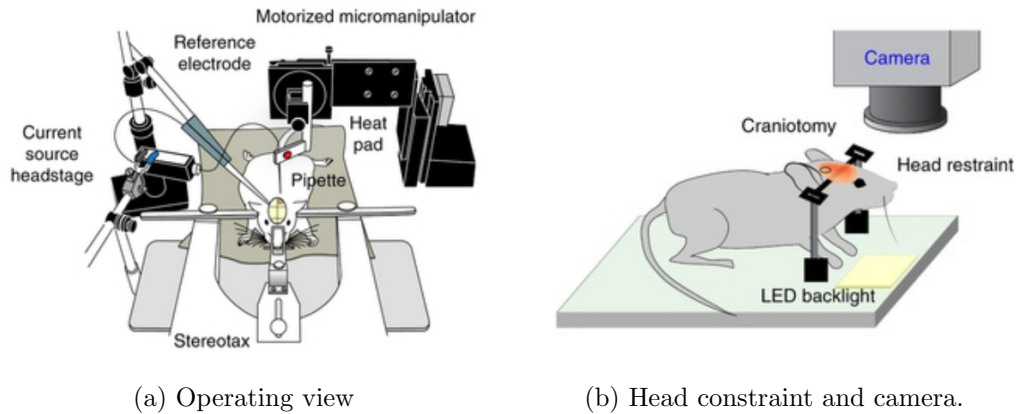 Motorized micromanipulator
Reference
electrode
Current
source
headstage
Heat
pad
Pipette
Stereotax
(a) Operating view
Camera
Craniotomy
Head restraint
LED backlight
(b) Head constraint and camera.